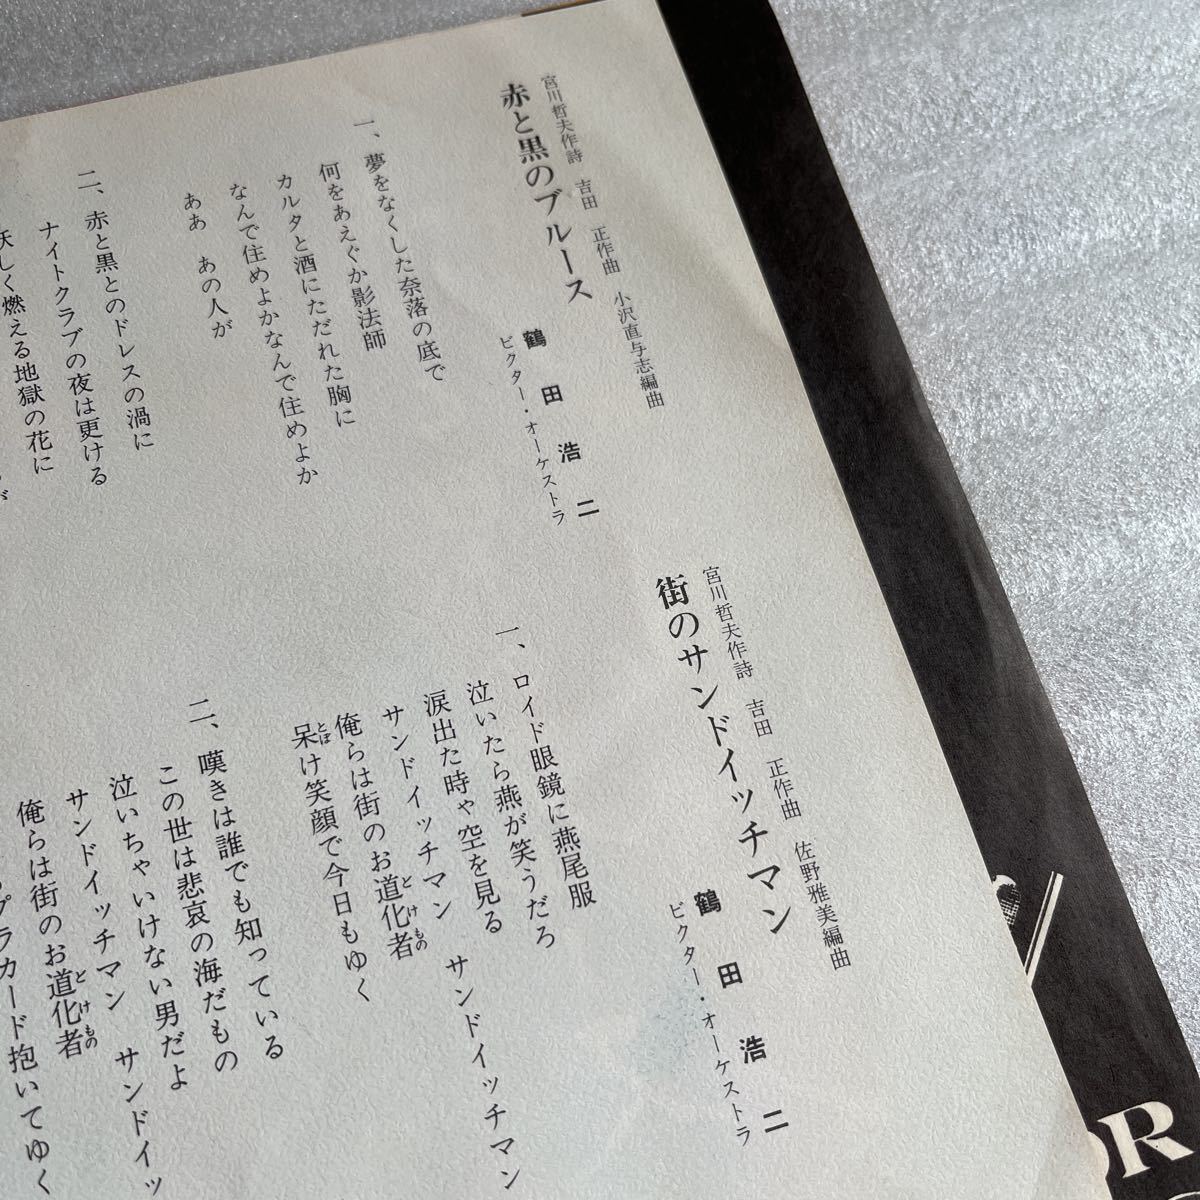 宮川哲夫作詩 吉田 正作曲 小沢直与志編曲
赤と黒のブルース
鶴田浩二
ビクター・オーケストラ
一、夢をなくした奈落の底で
何をあえぐか影法師
カルタと酒にただれた胸に
なんで住めよかなんで住めよか
ああ あの人が
二、赤と黒とのドレスの渦に
ナイトクラブの夜は更ける
妖しく燃える地獄の花に
が
宮川哲夫作詩 吉田 正作曲 佐野雅美編曲
街のサンドイッチマン
鶴田浩二
ビクター・オーケストラ
一、ロイド眼鏡に燕尾服
泣いたら燕が笑うだろ
涙出た時ゃ空を見る
サンドイッチマン サンドイッチマン
俺らは街のお道化者
とけもの
呆け笑顔で今日もゆく
とぼ
二、嘆きは誰でも知っている
この世は悲哀の海だもの
泣いちゃいけない男だよ
サンドイッチマン サンドイッ
俺らは街のお道化者
とけもの
プラカード抱いてゆく
OR